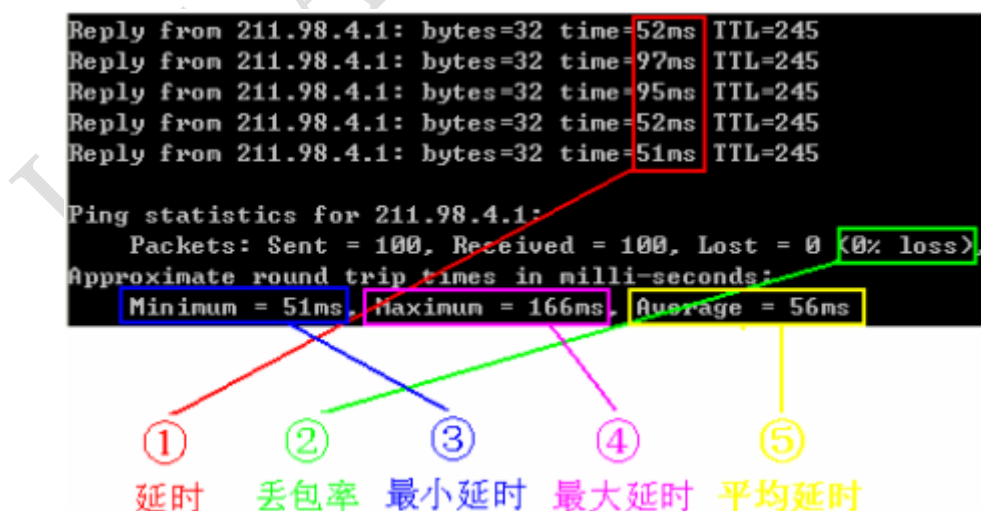 Reply from 211.98.4.1: bytes=32 time=52ms TTL=245
Reply from 211.98.4.1: bytes=32 time=97ms TTL=245
Reply from 211.98.4.1: bytes=32 time=95ms TTL=245
Reply from 211.98.4.1: bytes=32 time=52ms TTL=245
Reply from 211.98.4.1: bytes=32 time=51ms TTL=245
Ping statistics for 211.98.4.1:
Packets: Sent = 100, Received = 100, Lost = 0 (0% loss),
Approximate round trip times in milli-seconds:
Minimum = 51ms, Maximum = 166ms, Average = 56ms
① ② ③ ④ ⑤
延时 丢包率 最小延时 最大延时 平均延时